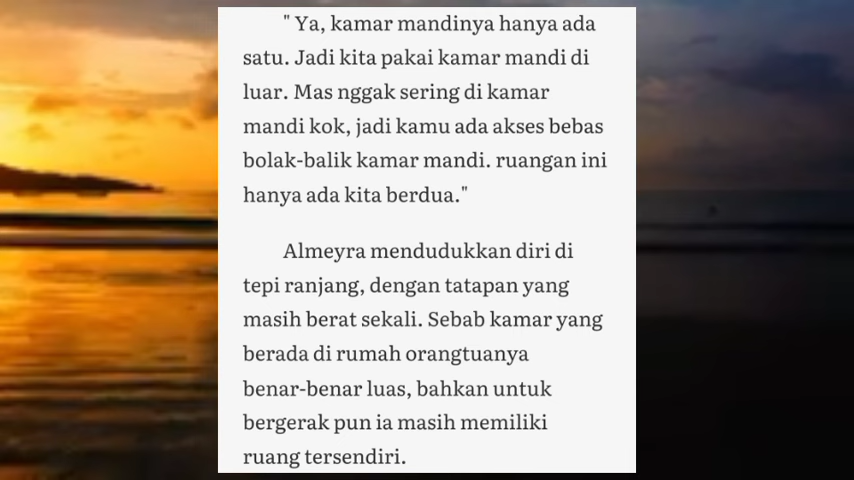 " Ya, kamar mandinya hanya ada
satu. Jadi kita pakai kamar mandi di
luar. Mas nggak sering di kamar
mandi kok, jadi kamu ada akses bebas
bolak-balik kamar mandi. ruangan ini
hanya ada kita berdua."
Almeyra mendudukkan diri di
tepi ranjang, dengan tatapan yang
masih berat sekali. Sebab kamar yang
berada di rumah orangtuanya
benar-benar luas, bahkan untuk
bergerak pun ia masih memiliki
ruang tersendiri.